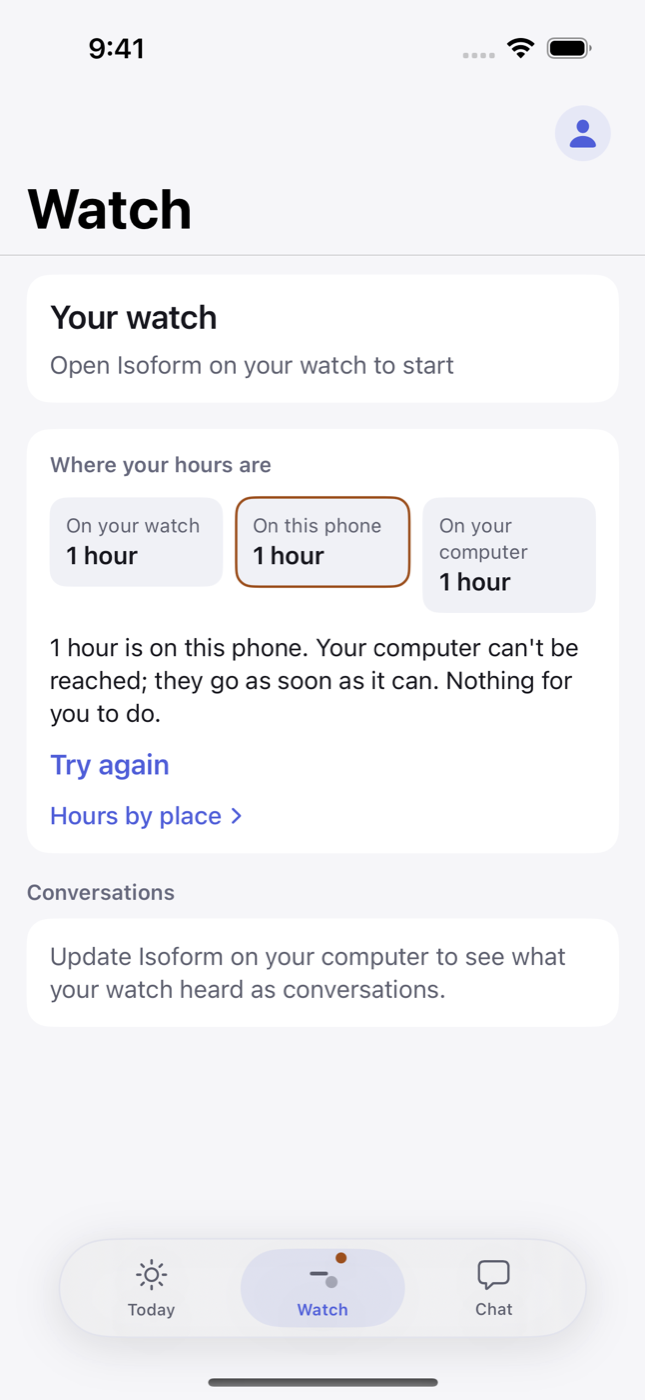 9:41
Watch
Your watch
Open Isoform on your watch to start
Where your hours are
On your watch
1 hour
On this phone
1 hour
On your
computer
1 hour
1 hour is on this phone. Your computer can't be
reached; they go as soon as it can. Nothing for
you to do.
Try again
Hours by place
Conversations
Update Isoform on your computer to see what
your watch heard as conversations.
Today
Watch
Chat